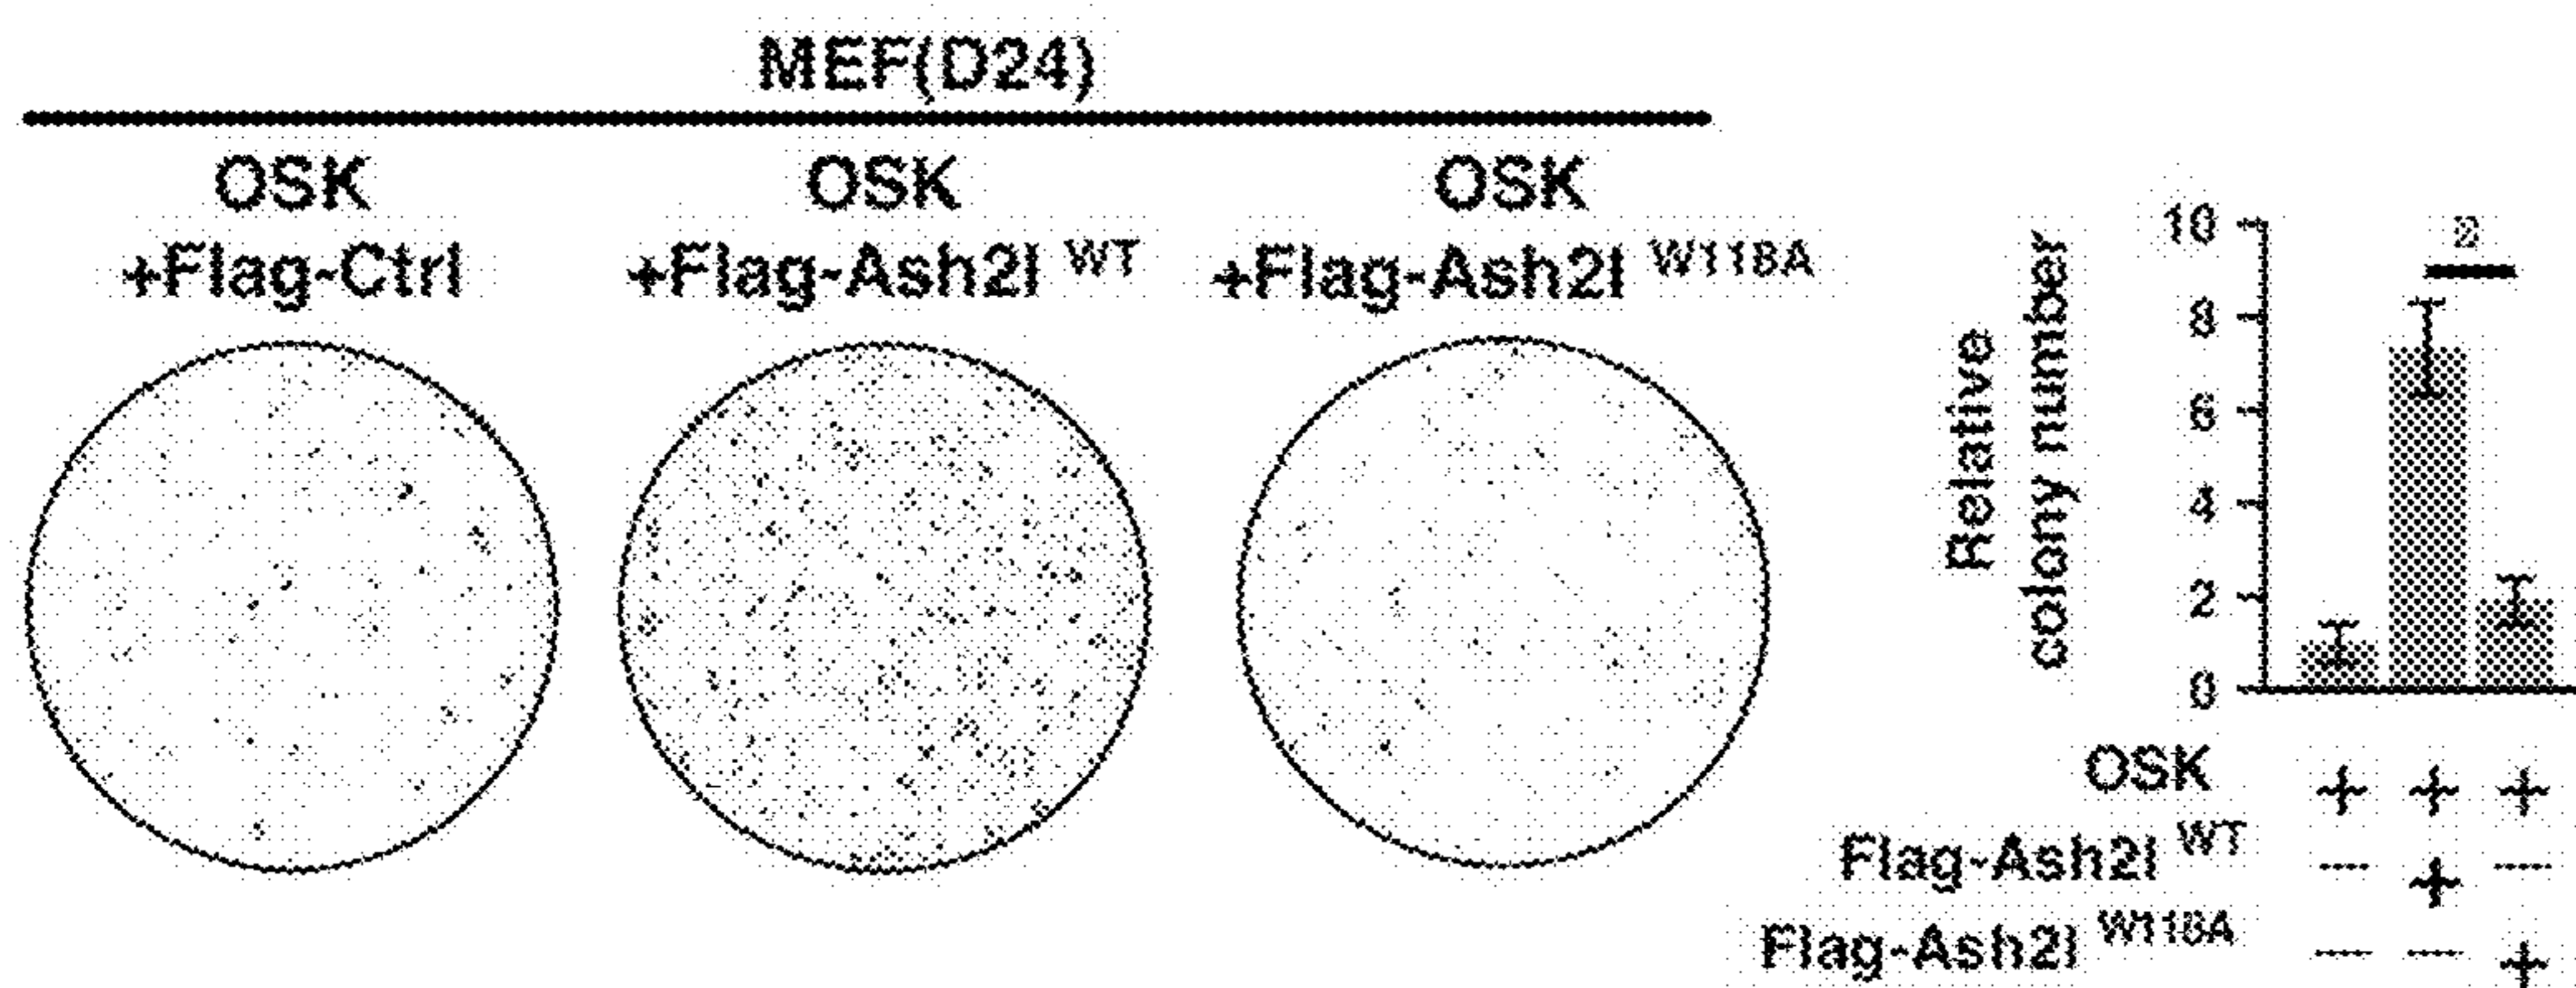 MEF(D24)
OSK
+Flag-Ctrl
OSK
+Flag-Ash2l WT
OSK
+Flag-Ash2l W118A
Relative
colony number
10
8
6
4
2
0
OSK + + +
Flag-Ash2l WT - + -
Flag-Ash2l W118A - - +